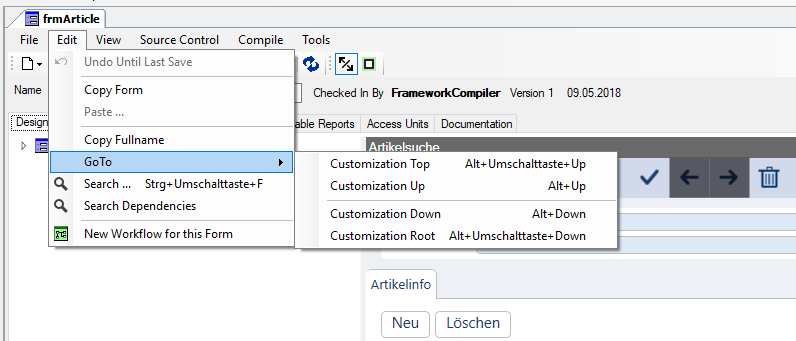 frmArticle
File Edit View Source Control Compile Tools
Undo Until Last Save
Name
Copy Form
Checked In By FrameworkCompiler Version 1 09.05.2018
Paste ...
Design
able Reports Access Units Documentation
Copy Fullname
Artikelsuche
GoTo
Customization Top Alt+Umschalttaste+Up
Search ... Strg+Umschalttaste+F
Customization Up Alt+Up
Search Dependencies
Customization Down Alt+Down
New Workflow for this Form
Customization Root Alt+Umschalttaste+Down
Artikelinfo
Neu Löschen